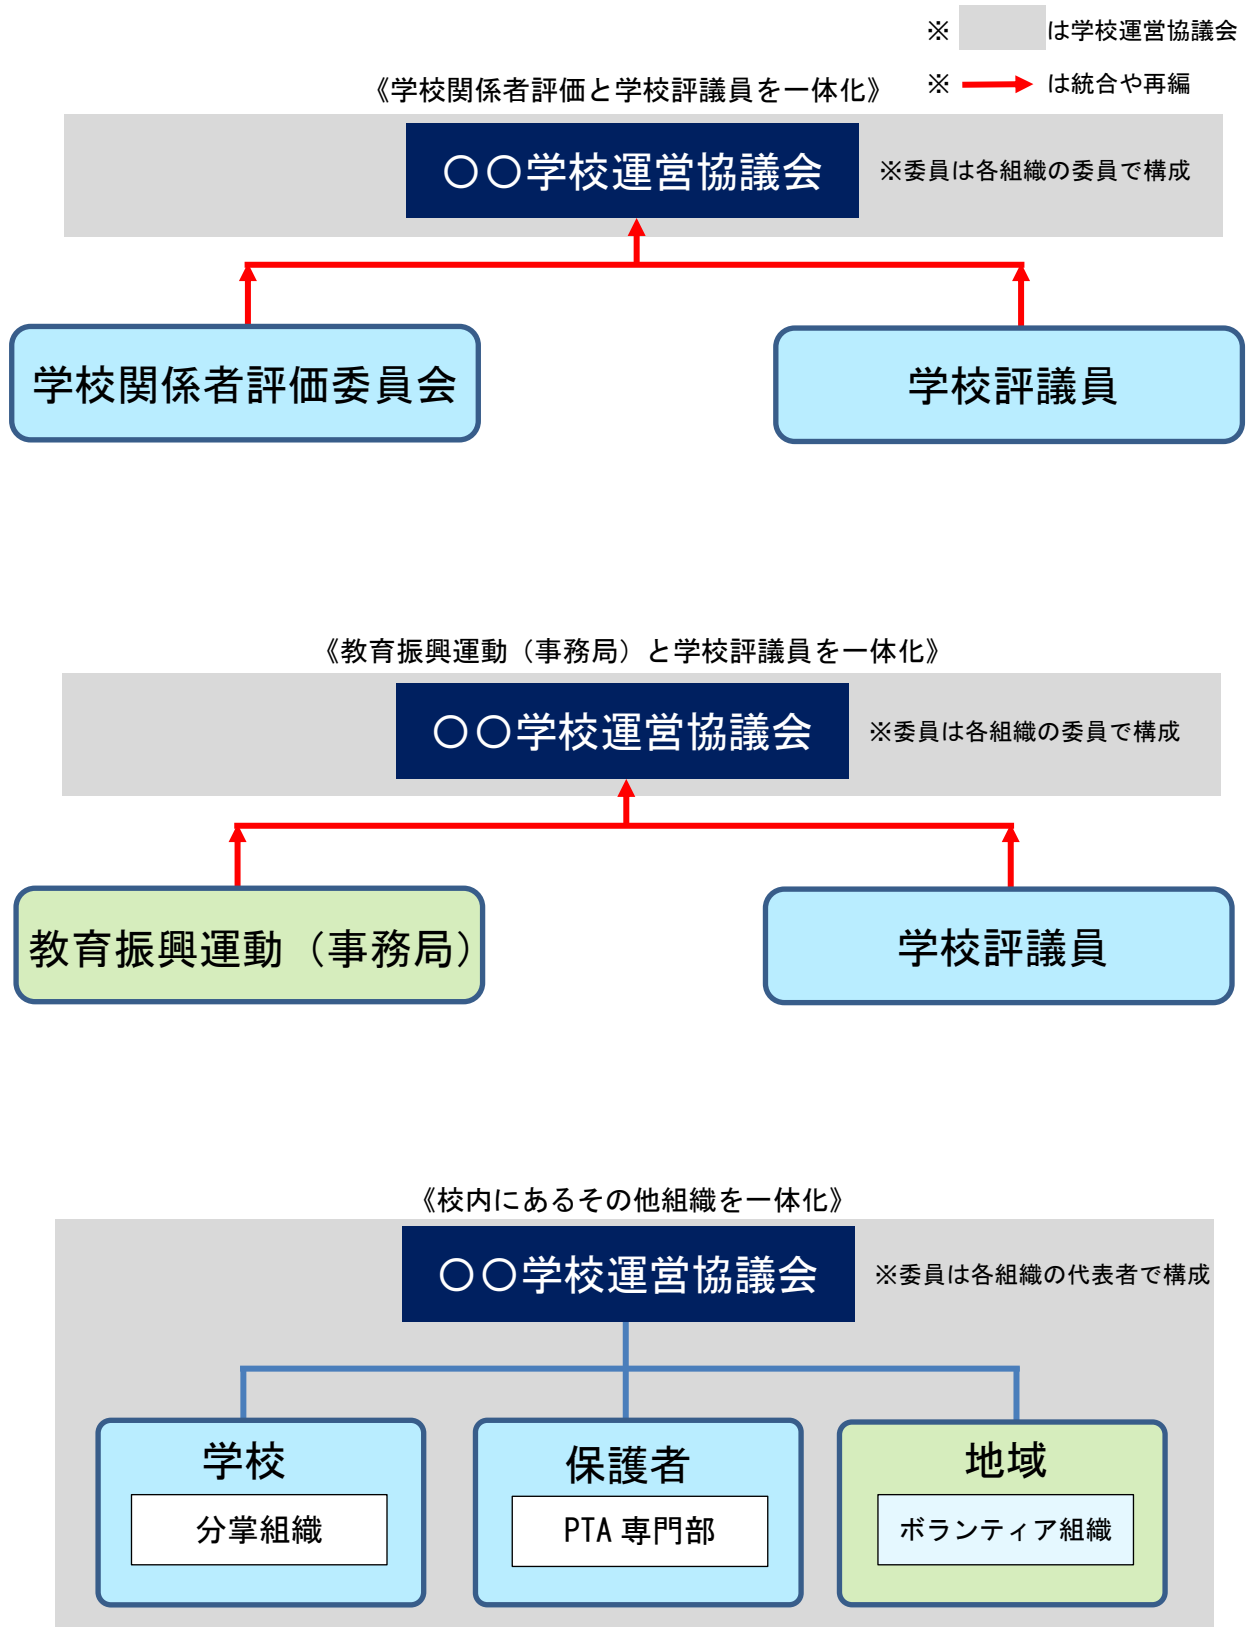 ※ は学校運営協議会
《学校関係者評価と学校評議員を一体化》
※ は統合や再編
〇〇学校運営協議会
※委員は各組織の委員で構成
学校関係者評価委員会
学校評議員
《教育振興運動（事務局）と学校評議員を一体化》
〇〇学校運営協議会
※委員は各組織の委員で構成
教育振興運動（事務局）
学校評議員
《校内にあるその他組織を一体化》
〇〇学校運営協議会
※委員は各組織の代表者で構成
学校
分掌組織
保護者
PTA 専門部
地域
ボランティア組織